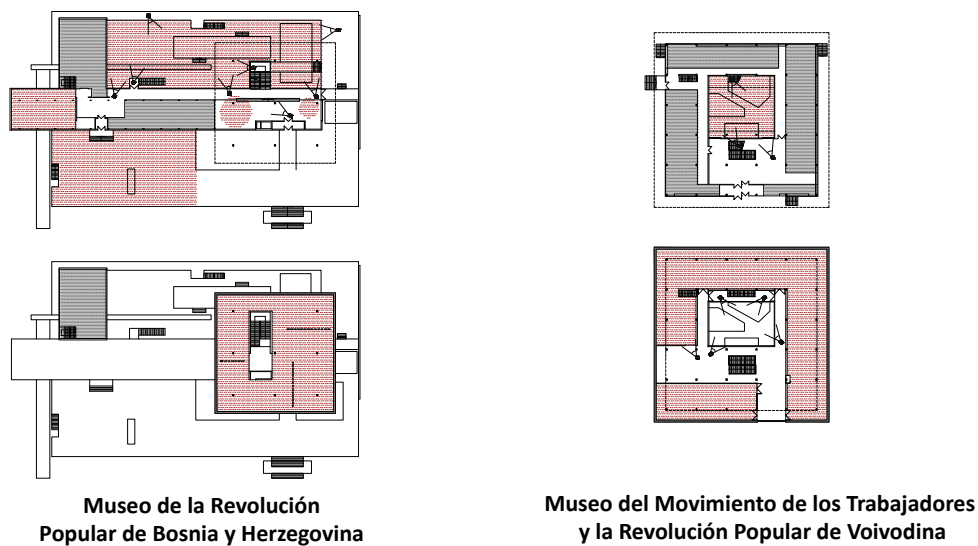 Museo de la Revolución
Popular de Bosnia y Herzegovina
Museo del Movimiento de los Trabajadores
y la Revolución Popular de Voivodina